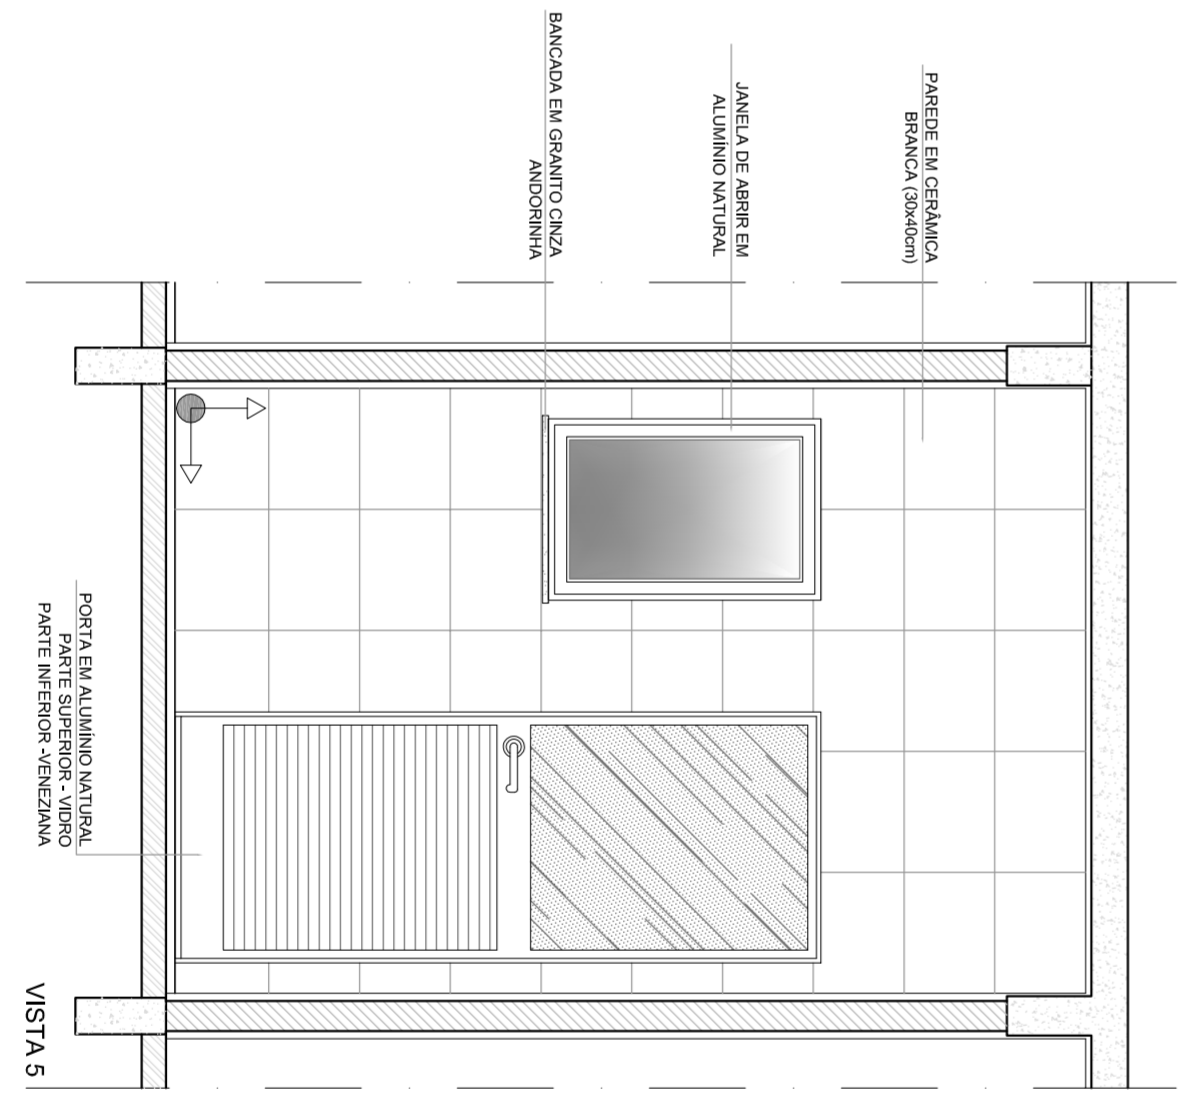 PAREDE EM CERÂMICA
BRANCA (30x40cm)
JANELA DE ABRIR EM
ALUMÍNIO NATURAL
BANCADA EM GRANITO CINZA
ANDORINHA
PORTA EM ALUMÍNIO NATURAL
PARTE SUPERIOR - VIDRO
PARTE INFERIOR -VENEZIANA
VISTA 5